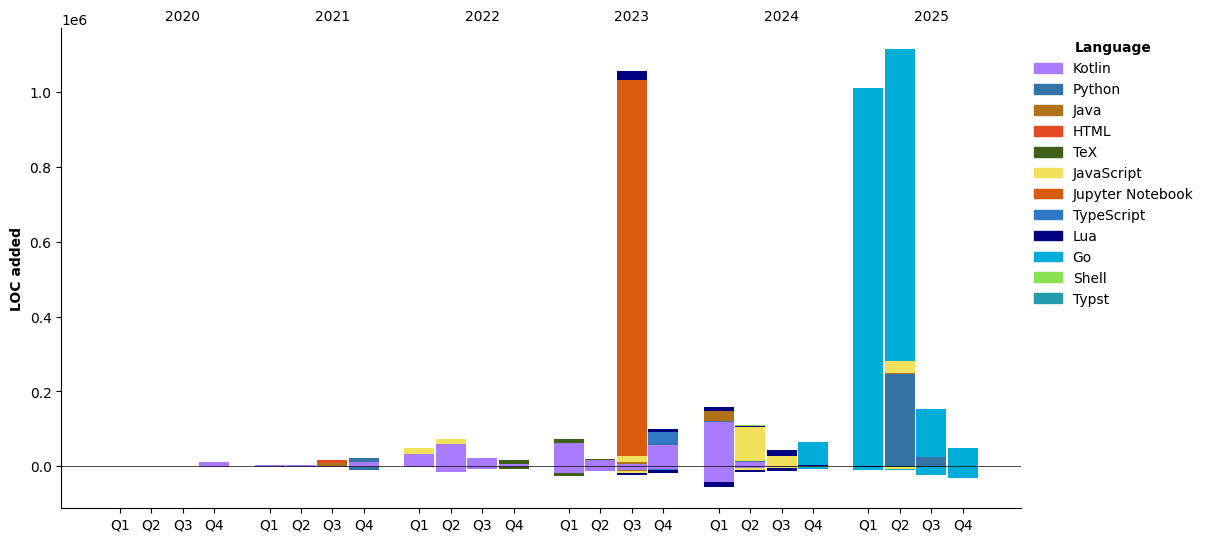 1e6
2020 2021 2022 2023 2024 2025
Language
Kotlin
Python
Java
HTML
TeX
JavaScript
Jupyter Notebook
TypeScript
Lua
Go
Shell
Typst
LOC added
1.0
0.8
0.6
0.4
0.2
0.0
Q1 Q2 Q3 Q4 Q1 Q2 Q3 Q4 Q1 Q2 Q3 Q4 Q1 Q2 Q3 Q4 Q1 Q2 Q3 Q4 Q1 Q2 Q3 Q4